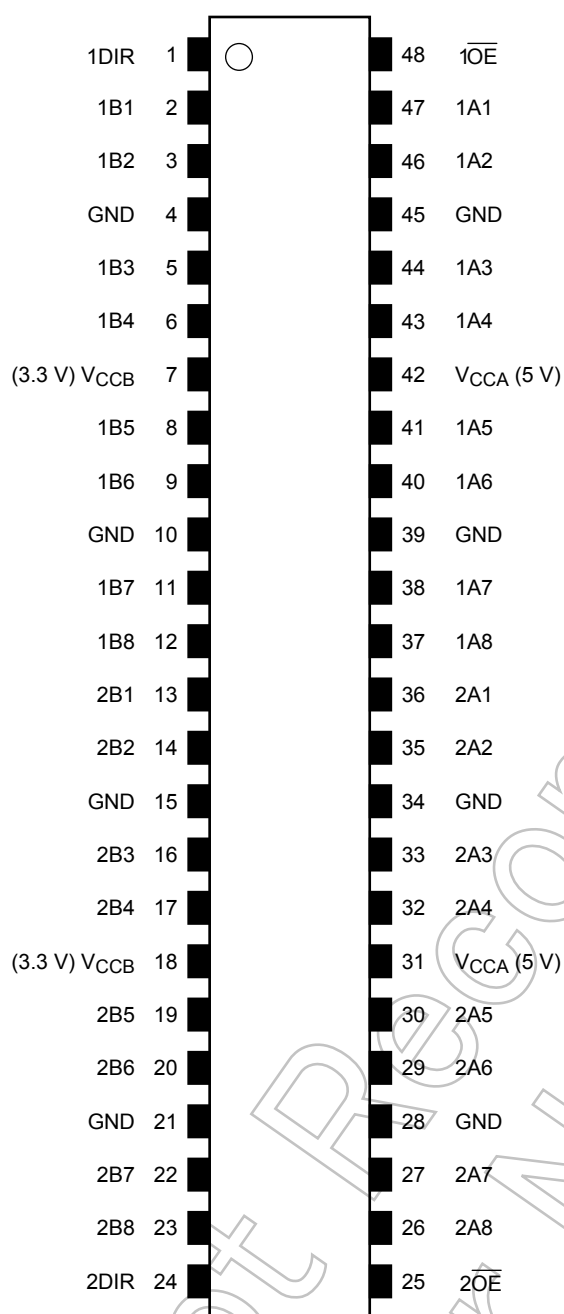 1DIR 1 48 1O̅E̅
1B1 2 47 1A1
1B2 3 46 1A2
GND 4 45 GND
1B3 5 44 1A3
1B4 6 43 1A4
(3.3 V) VCCB 7 42 VCCA (5 V)
1B5 8 41 1A5
1B6 9 40 1A6
GND 10 39 GND
1B7 11 38 1A7
1B8 12 37 1A8
2B1 13 36 2A1
2B2 14 35 2A2
GND 15 34 GND
2B3 16 33 2A3
2B4 17 32 2A4
(3.3 V) VCCB 18 31 VCCA (5 V)
2B5 19 30 2A5
2B6 20 29 2A6
GND 21 28 GND
2B7 22 27 2A7
2B8 23 26 2A8
2DIR 24 25 2O̅E̅